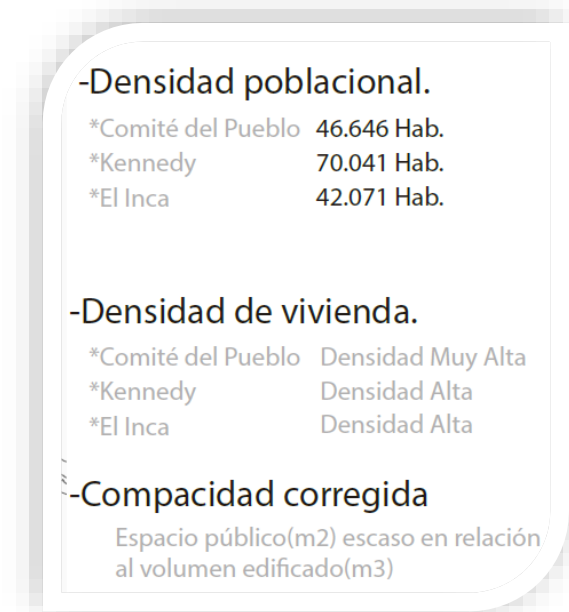 -Densidad poblacional.
*Comité del Pueblo 46.646 Hab.
*Kennedy 70.041 Hab.
*El Inca 42.071 Hab.
-Densidad de vivienda.
*Comité del Pueblo Densidad Muy Alta
*Kennedy Densidad Alta
*El Inca Densidad Alta
-Compacidad corregida
Espacio público(m2) escaso en relación
al volumen edificado(m3)